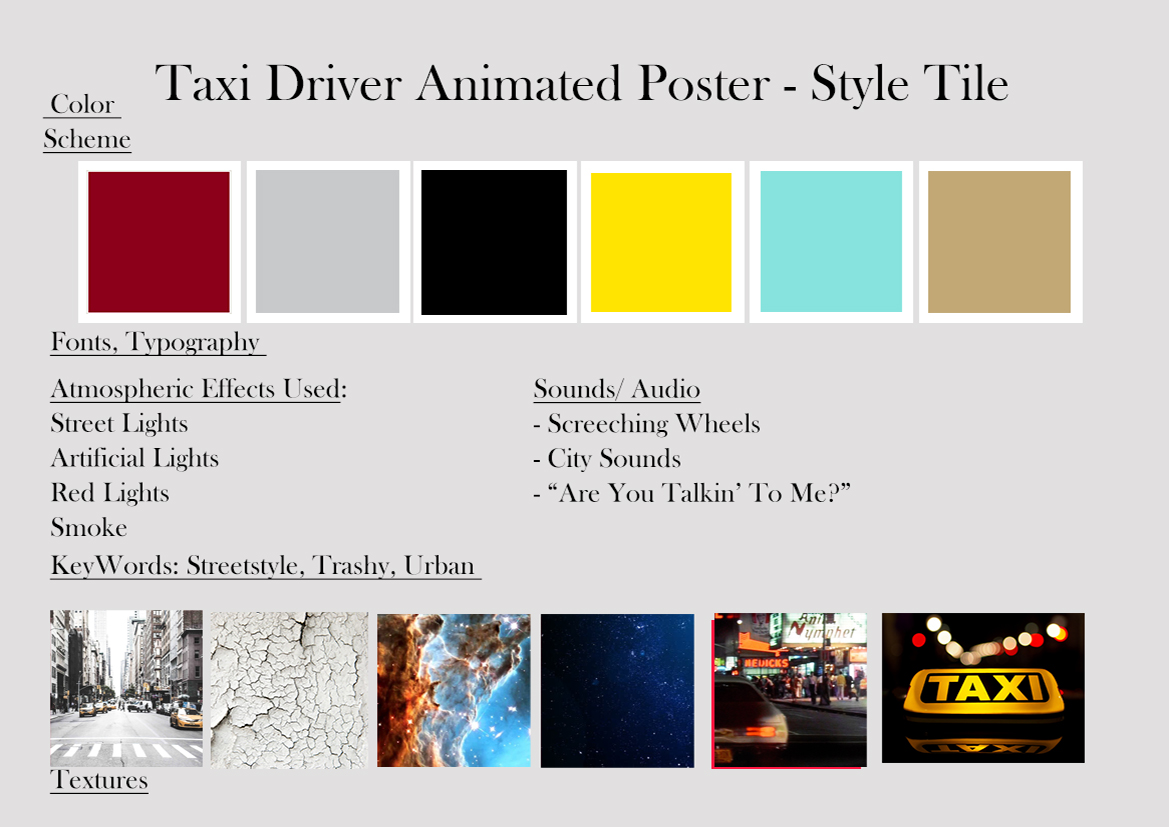 Taxi Driver Animated Poster - Style Tile
Color
Scheme
Fonts, Typography
Atmospheric Effects Used:
Street Lights
Artificial Lights
Red Lights
Smoke
Sounds/ Audio
- Screeching Wheels
- City Sounds
- “Are You Talkin’ To Me?”
KeyWords: Streetstyle, Trashy, Urban
Nymphet
TAXI
Textures